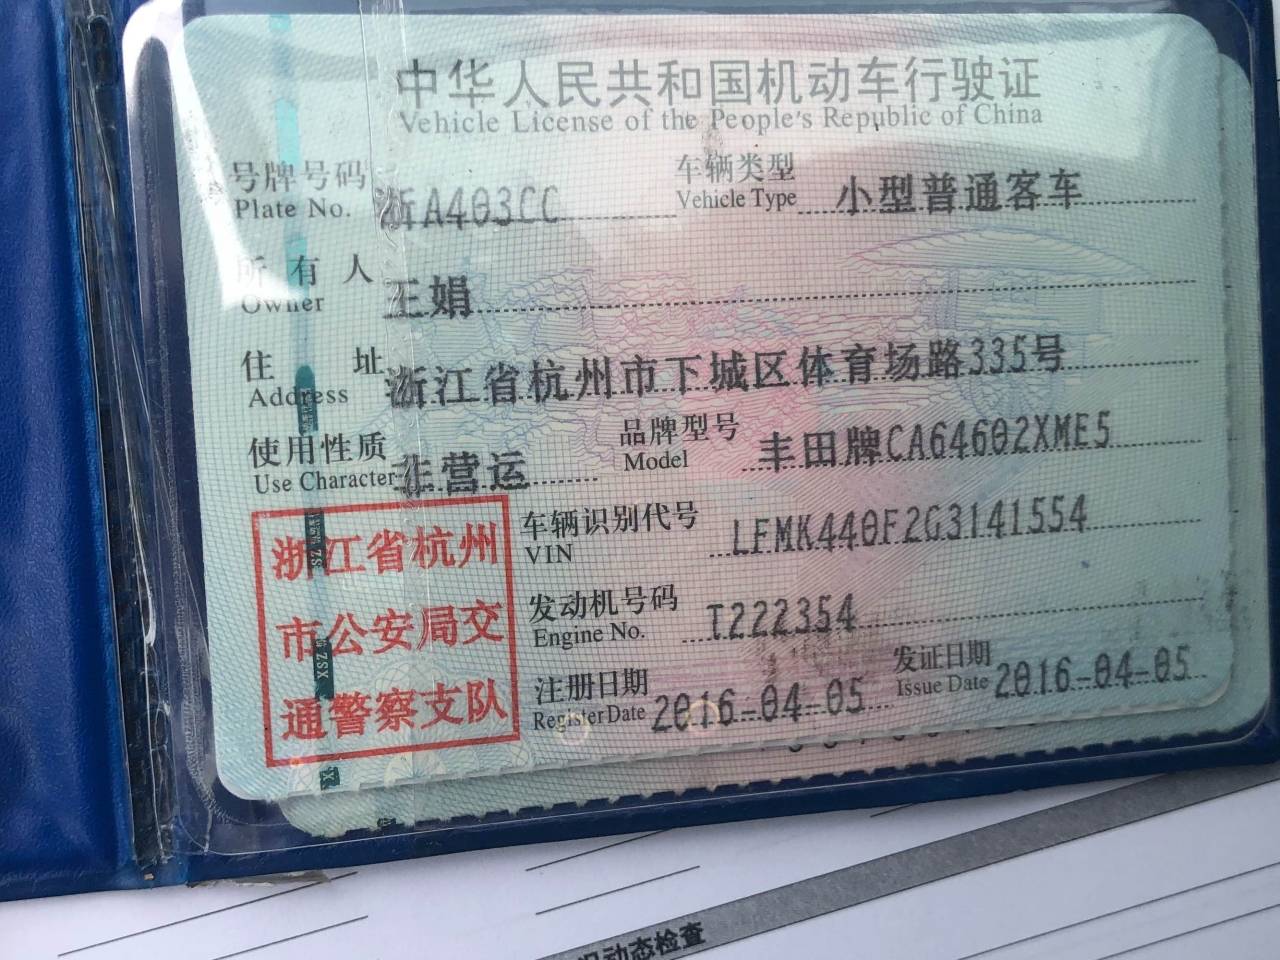 中华人民共和国机动车行驶证
Vehicle License of the People's Republic of China
号牌号码 浙A403CC 车辆类型 小型普通客车
Plate No. Vehicle Type
所有人 王娟
Owner
住址 浙江省杭州市下城区体育场路335号
Address
使用性质 非营运 品牌型号 丰田牌CA64602XME5
Use Character Model
浙江省杭州
市公安局交
通警察支队
车辆识别代号 LFMK440F2G3141554
VIN
发动机号码 T222354
Engine No.
注册日期 2016-04-05 发证日期 2016-04-05
Register Date Issue Date
ZSX
动态检查